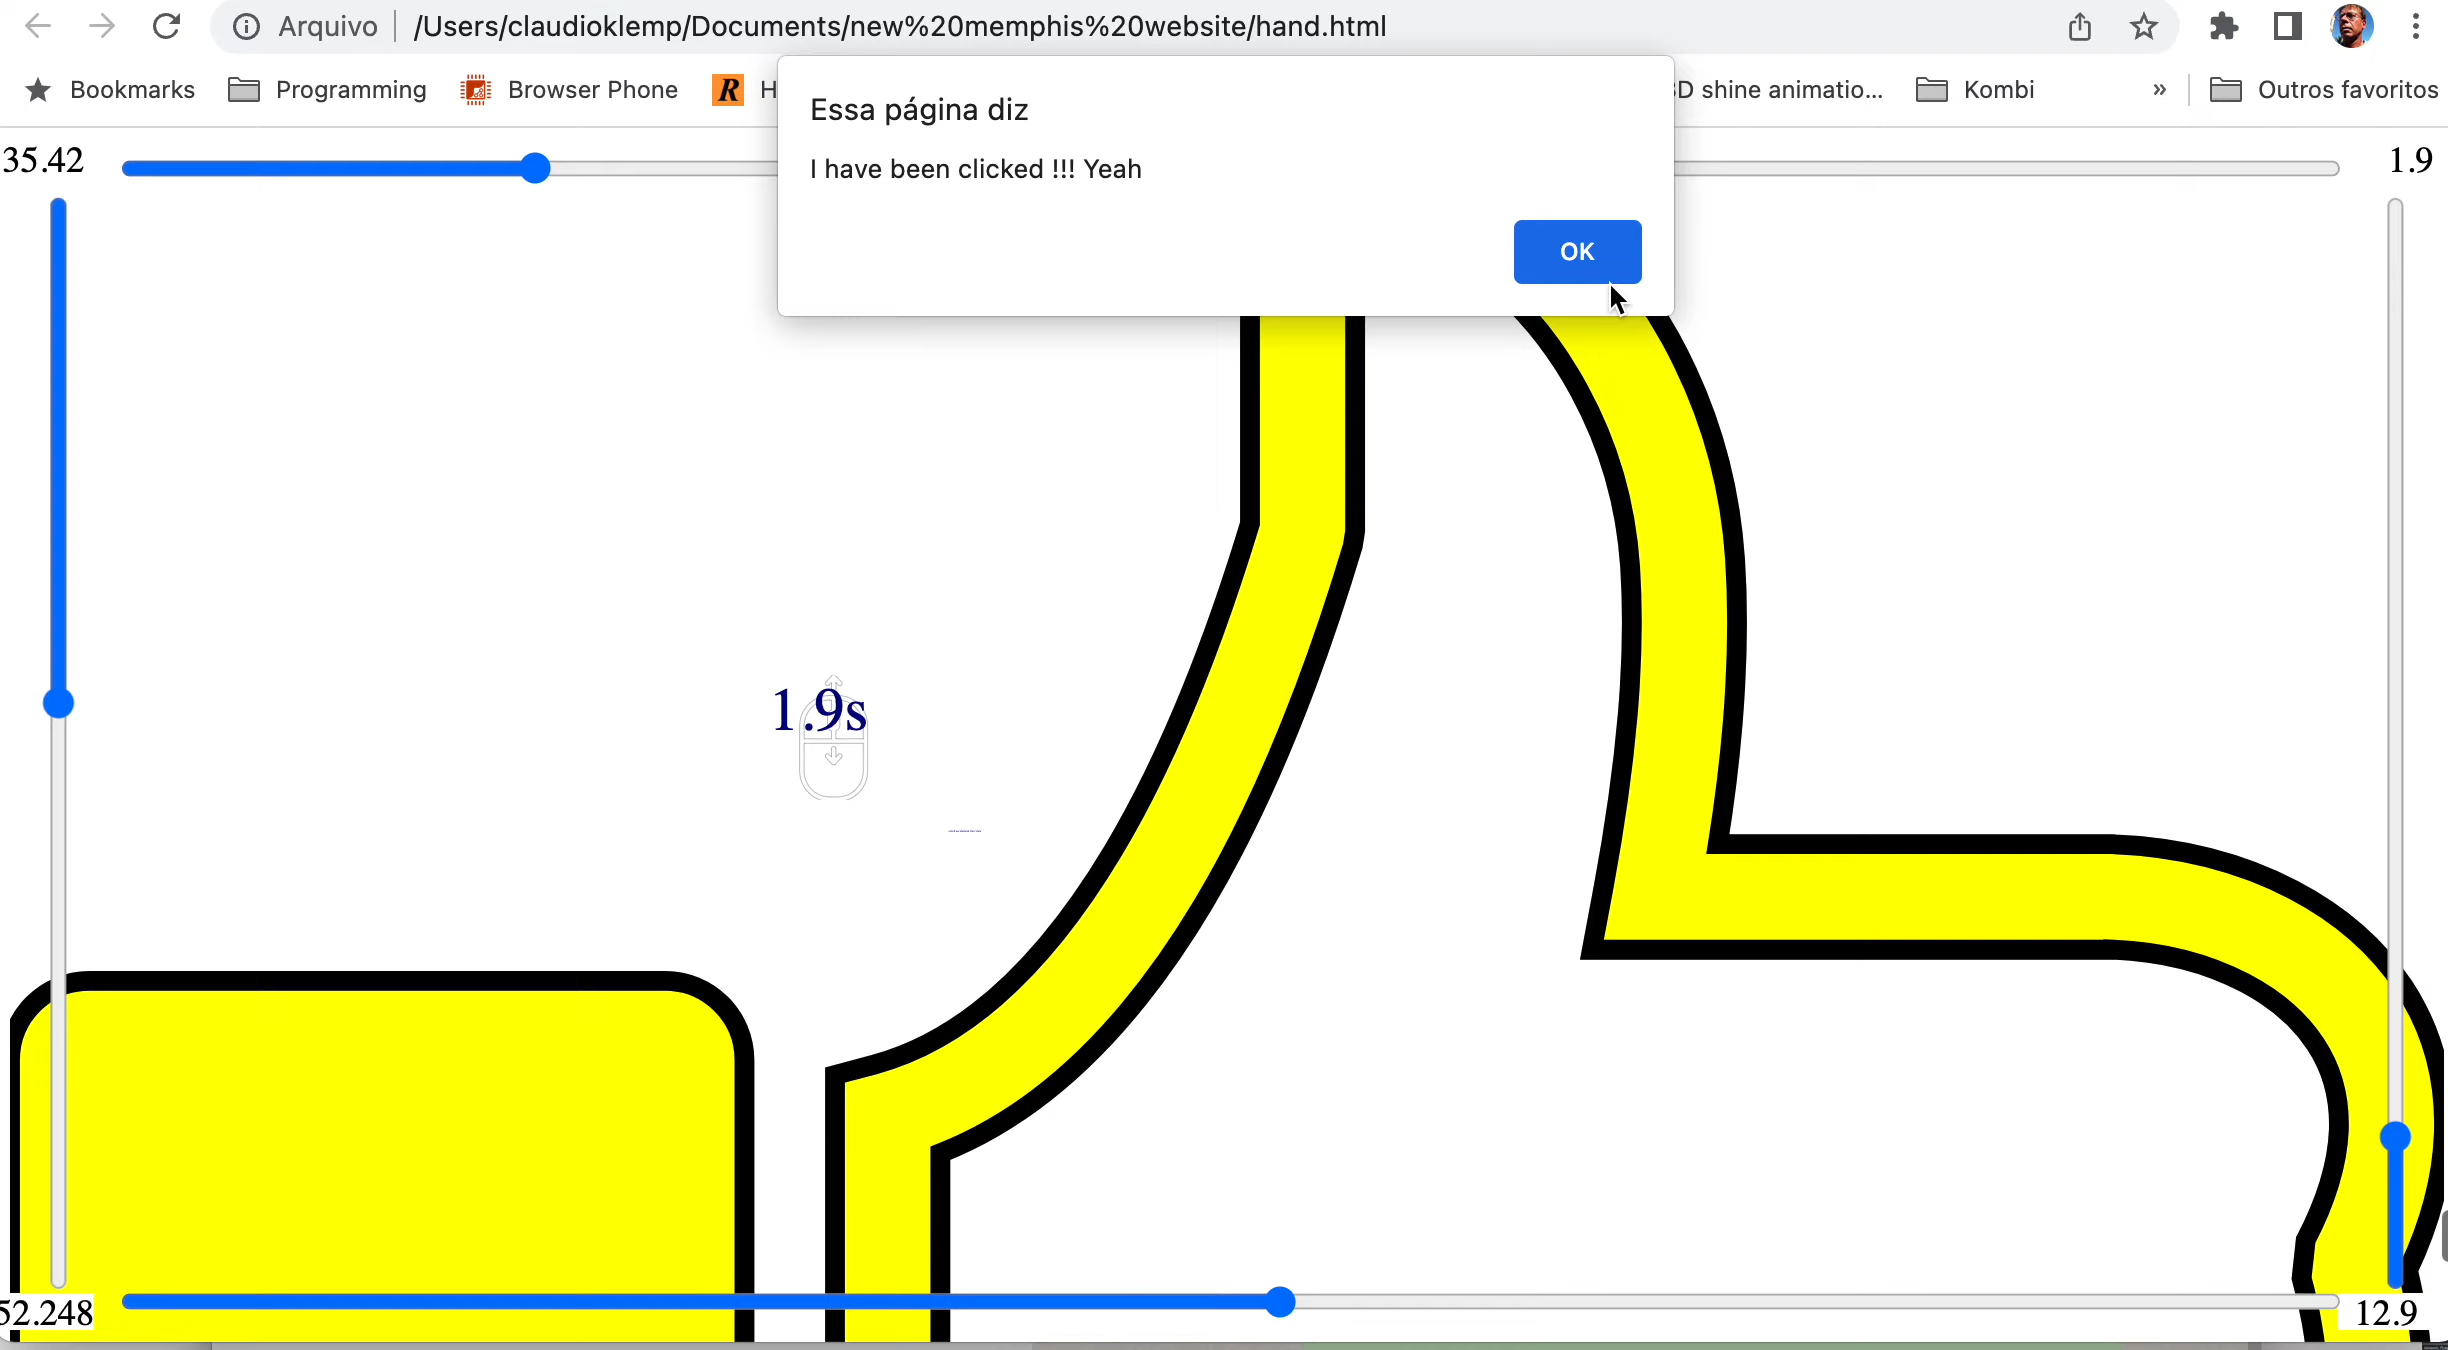 Arquivo /Users/claudioklemp/Documents/new%20memphis%20website/hand.html
Bookmarks Programming Browser Phone R H D shine animatio... Kombi » Outros favoritos
Essa página diz
I have been clicked !!! Yeah
OK
35.42 1.9
1.9s
52.248 12.9